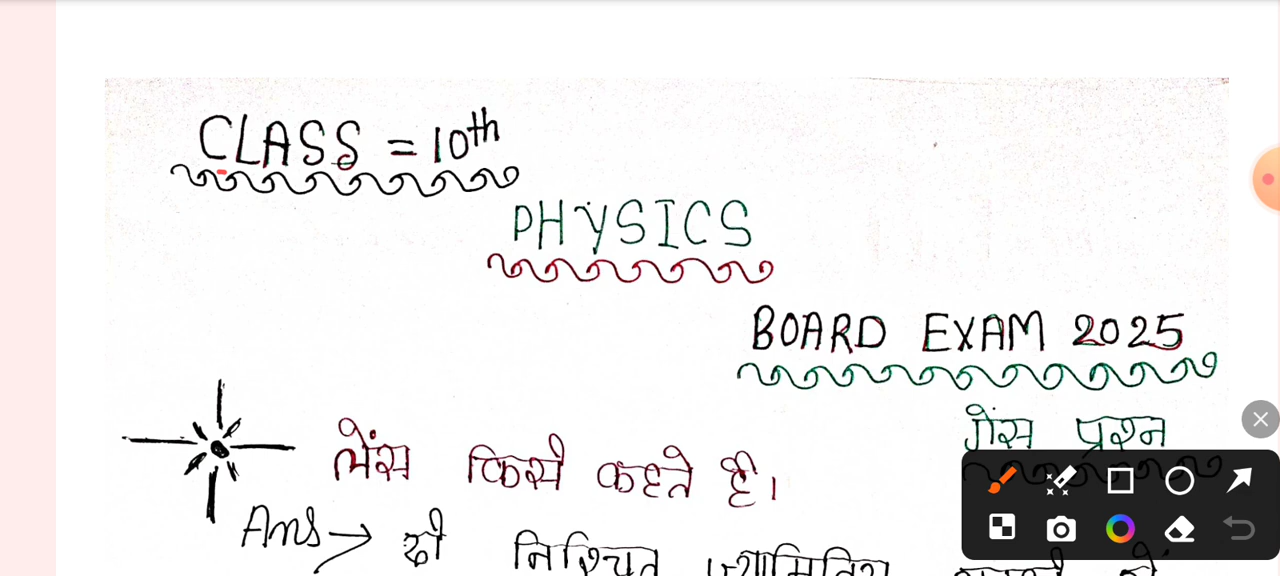 CLASS = 10th
PHYSICS
BOARD EXAM 2025
गेंस प्रश्न
लेंस किसे कहते है।
Ans → दो निश्चित ज्यामितिय